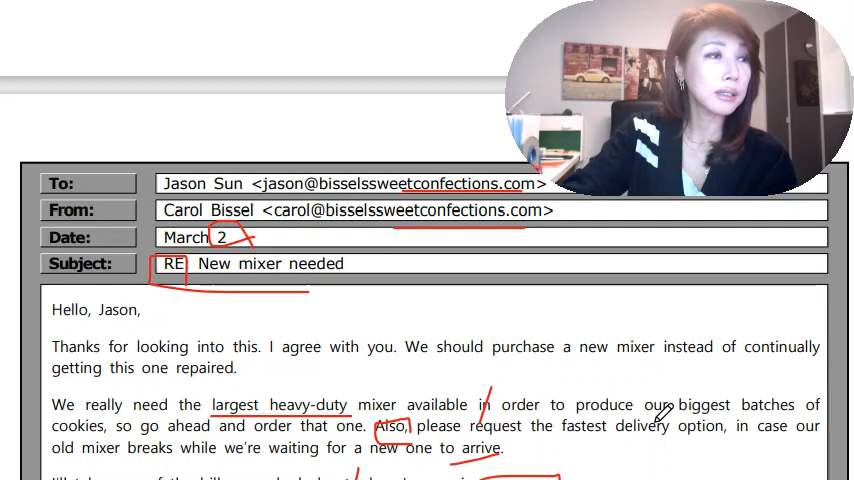 To: Jason Sun <jason@bisselssweetconfections.com>
From: Carol Bissel <carol@bisselssweetconfections.com>
Date: March 2
Subject: RE: New mixer needed
Hello, Jason,
Thanks for looking into this. I agree with you. We should purchase a new mixer instead of continually
getting this one repaired.
We really need the largest heavy-duty mixer available in order to produce our biggest batches of
cookies, so go ahead and order that one. Also, please request the fastest delivery option, in case our
old mixer breaks while we're waiting for a new one to arrive.